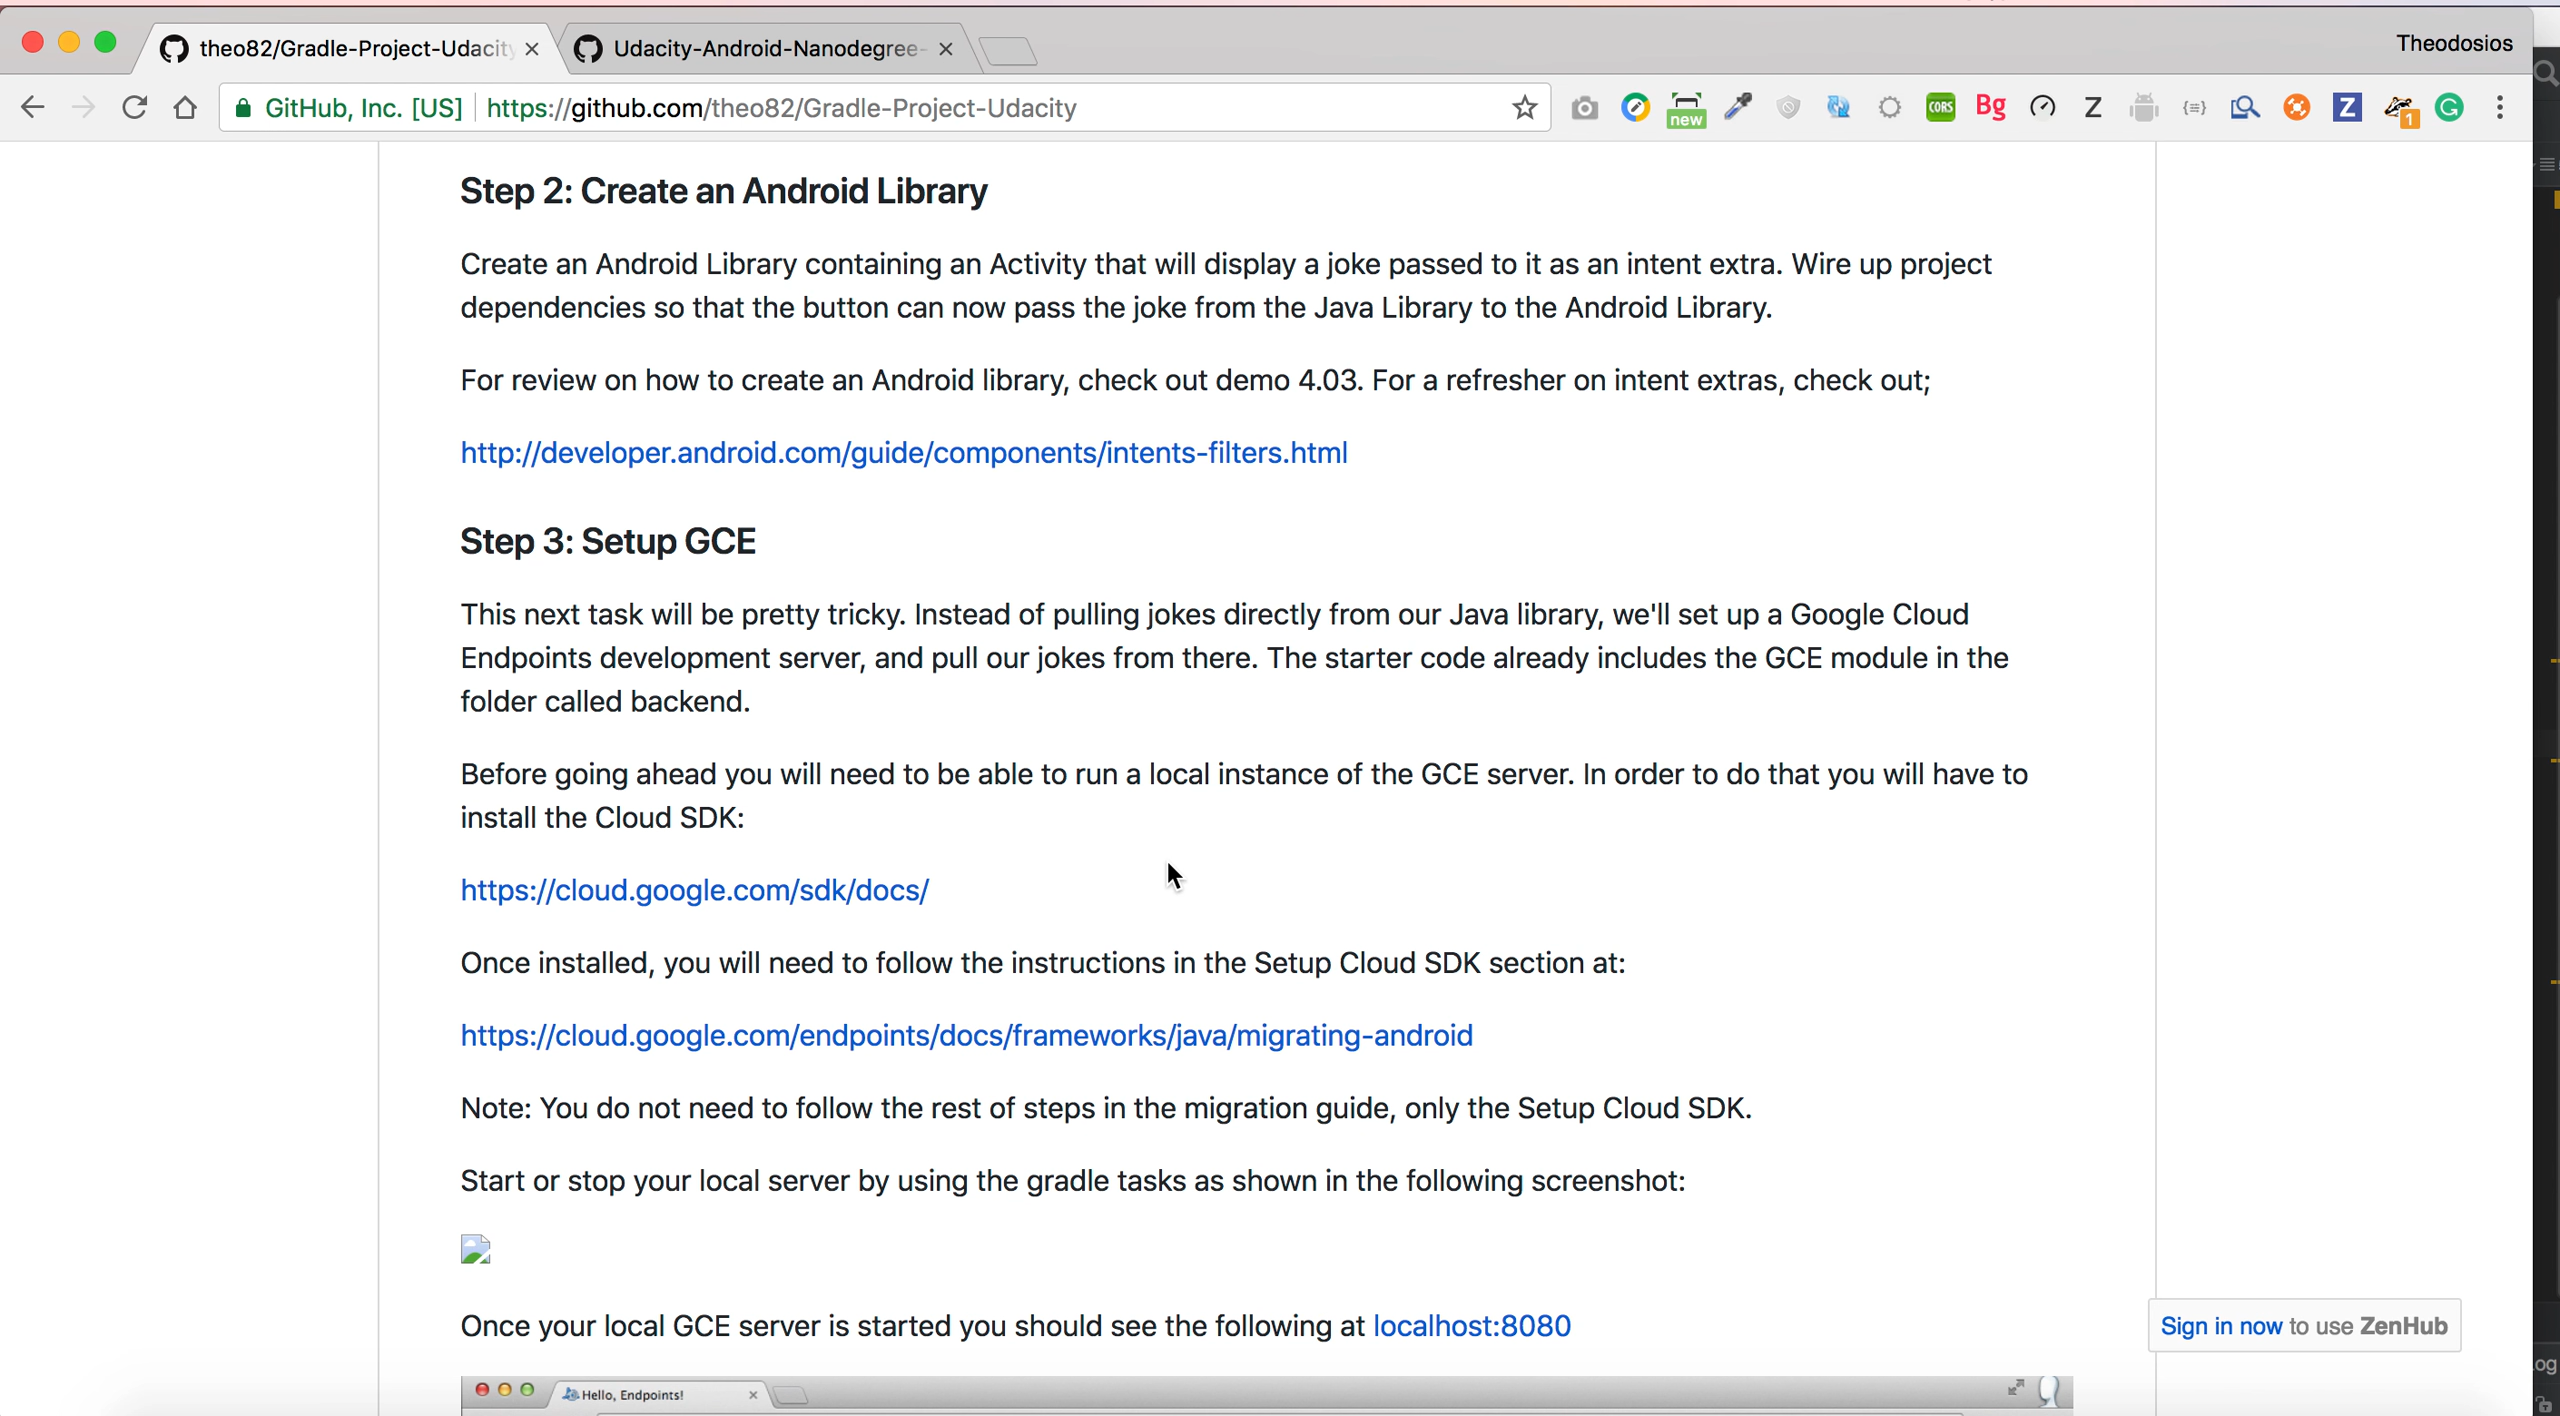 theo82/Gradle-Project-Udacity
Udacity-Android-Nanodegree-
Theodosios
GitHub, Inc. [US]
https://github.com/theo82/Gradle-Project-Udacity
new
CORS
Bg
Z
{≡}
Z
1
Step 2: Create an Android Library
Create an Android Library containing an Activity that will display a joke passed to it as an intent extra. Wire up project
dependencies so that the button can now pass the joke from the Java Library to the Android Library.
For review on how to create an Android library, check out demo 4.03. For a refresher on intent extras, check out;
http://developer.android.com/guide/components/intents-filters.html
Step 3: Setup GCE
This next task will be pretty tricky. Instead of pulling jokes directly from our Java library, we'll set up a Google Cloud
Endpoints development server, and pull our jokes from there. The starter code already includes the GCE module in the
folder called backend.
Before going ahead you will need to be able to run a local instance of the GCE server. In order to do that you will have to
install the Cloud SDK:
https://cloud.google.com/sdk/docs/
Once installed, you will need to follow the instructions in the Setup Cloud SDK section at:
https://cloud.google.com/endpoints/docs/frameworks/java/migrating-android
Note: You do not need to follow the rest of steps in the migration guide, only the Setup Cloud SDK.
Start or stop your local server by using the gradle tasks as shown in the following screenshot:
Once your local GCE server is started you should see the following at localhost:8080
Sign in now to use ZenHub
Hello, Endpoints!
og